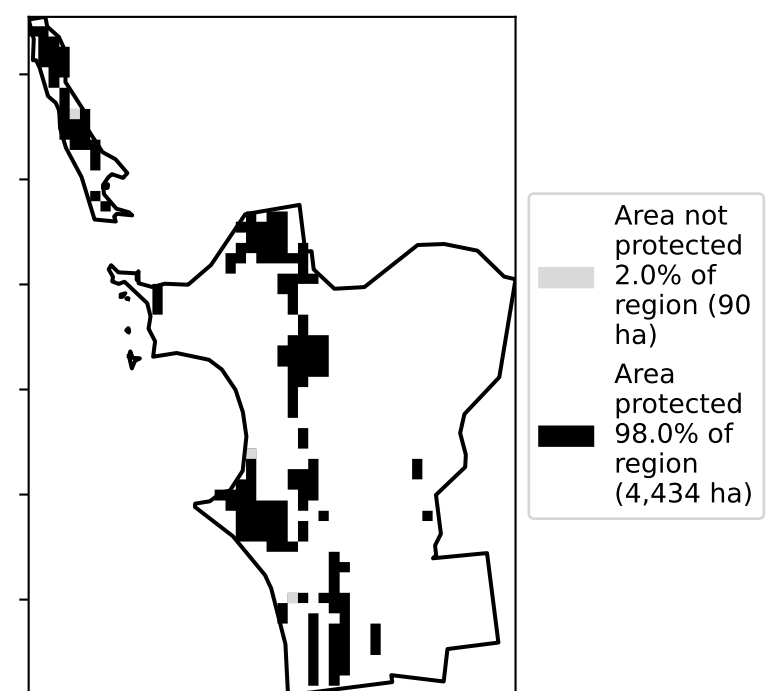 Area not
protected
2.0% of
region (90
ha)
Area
protected
98.0% of
region
(4,434 ha)